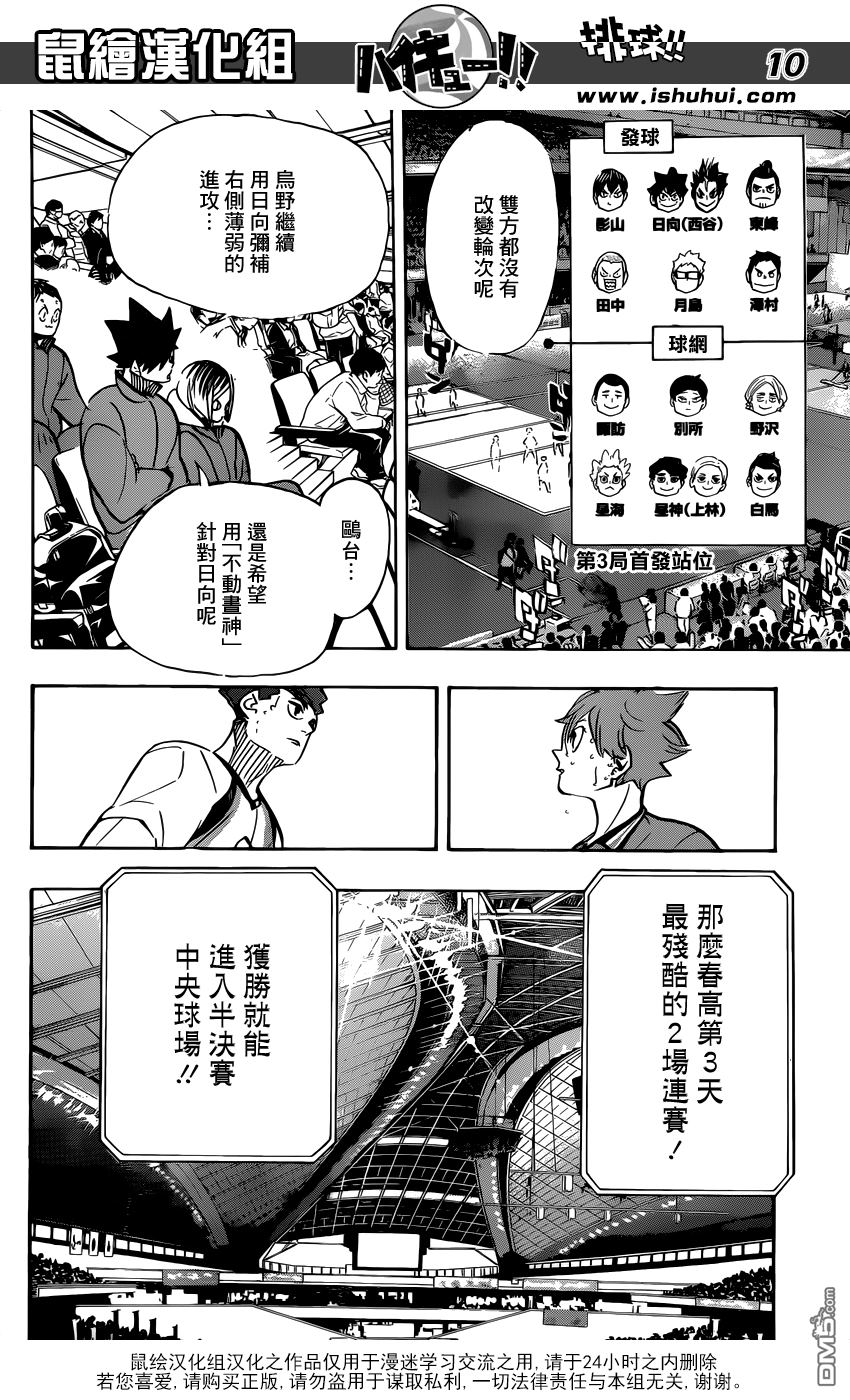 鼠繪漢化組
ハイキュー!!
排球!!
10
www.ishuhui.com
雙方都沒有
改變輪次呢
發球
影山
日向(西谷)
東峰
田中
月島
澤村
球網
諏訪
別所
野沢
星海
星神(上林)
白馬
第3局首發站位
烏野繼續
用日向彌補
右側薄弱的
進攻…
鷗台…
還是希望
用「不動晝神」
針對日向呢
那麼春高第3天
最殘酷的2場連賽!
獲勝就能
進入半決賽
中央球場!!
鼠绘汉化组汉化之作品仅用于漫迷学习交流之用, 请于24小时之内删除
若您喜爱, 请购买正版, 请勿盗用于谋取私利, 一切法律责任与本组无关, 谢谢.
DM5.com